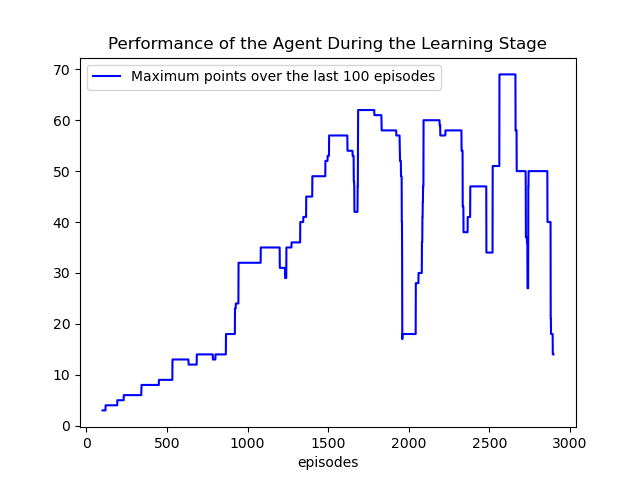 Performance of the Agent During the Learning Stage
Maximum points over the last 100 episodes
70
60
50
40
30
20
10
0
0 500 1000 1500 2000 2500 3000
episodes